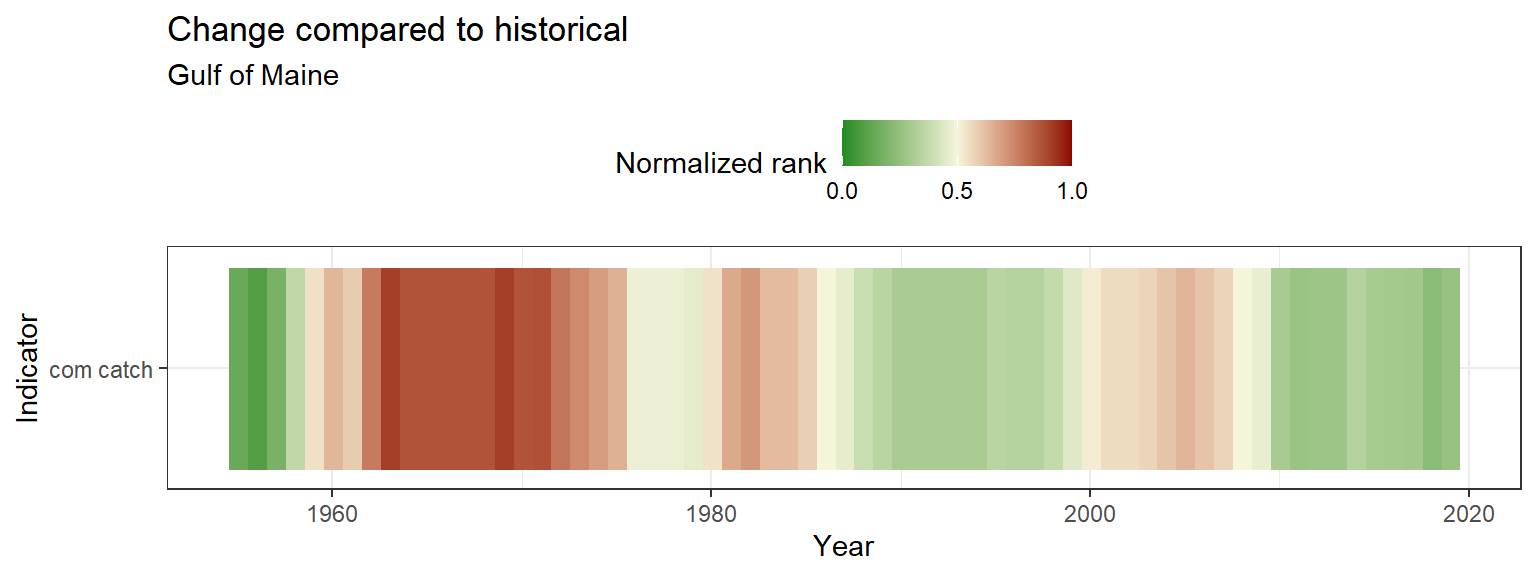 Change compared to historical
Gulf of Maine
Normalized rank
0.0 0.5 1.0
Indicator
com catch
1960 1980 2000 2020
Year